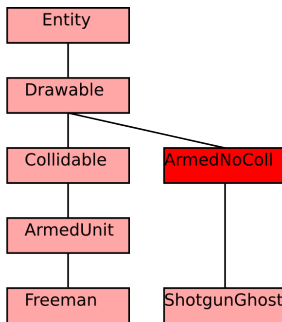 Entity
Drawable
Collidable
ArmedNoColl
ArmedUnit
Freeman
ShotgunGhost